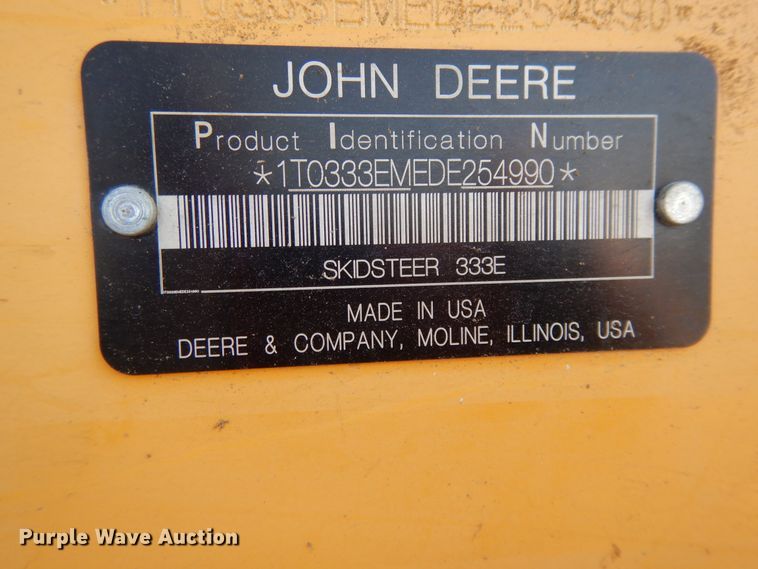 1T0333EMEDE254990
JOHN DEERE
Product Identification Number
*1T0333EMEDE254990*
SKIDSTEER 333E
MADE IN USA
DEERE & COMPANY, MOLINE, ILLINOIS, USA
Purple Wave Auction